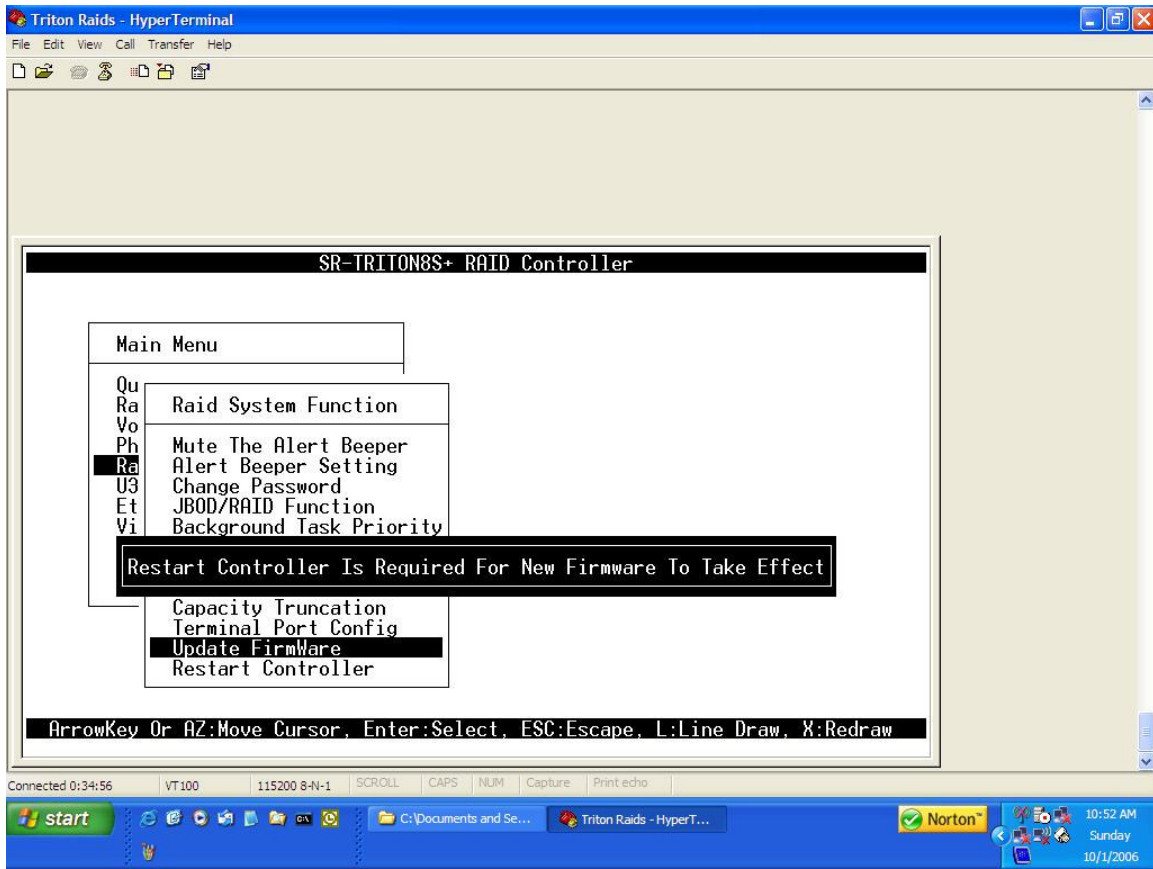 Triton Raids - HyperTerminal
File Edit View Call Transfer Help
SR-TRITON8S+ RAID Controller
Main Menu
Qu
Ra
Vo
Ph
Ra
U3
Et
Vi
Raid System Function
Mute The Alert Beeper
Alert Beeper Setting
Change Password
JBOD/RAID Function
Background Task Priority
Restart Controller Is Required For New Firmware To Take Effect
Capacity Truncation
Terminal Port Config
Update FirmWare
Restart Controller
ArrowKey Or AZ:Move Cursor, Enter:Select, ESC:Escape, L:Line Draw, X:Redraw
Connected 0:34:56 VT100 115200 8-N-1 SCROLL CAPS NUM Capture Print echo
start C:\Documents and Se... Triton Raids - HyperT... Norton™ 10:52 AM
Sunday
10/1/2006